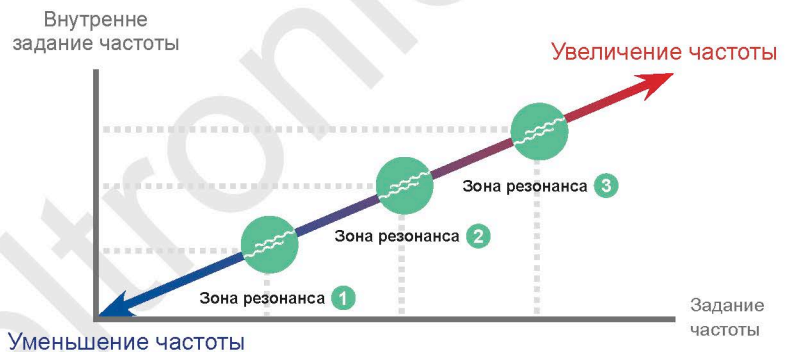 Внутренне
задание частоты
Увеличение частоты
Зона резонанса 3
Зона резонанса 2
Зона резонанса 1
Задание
частоты
Уменьшение частоты